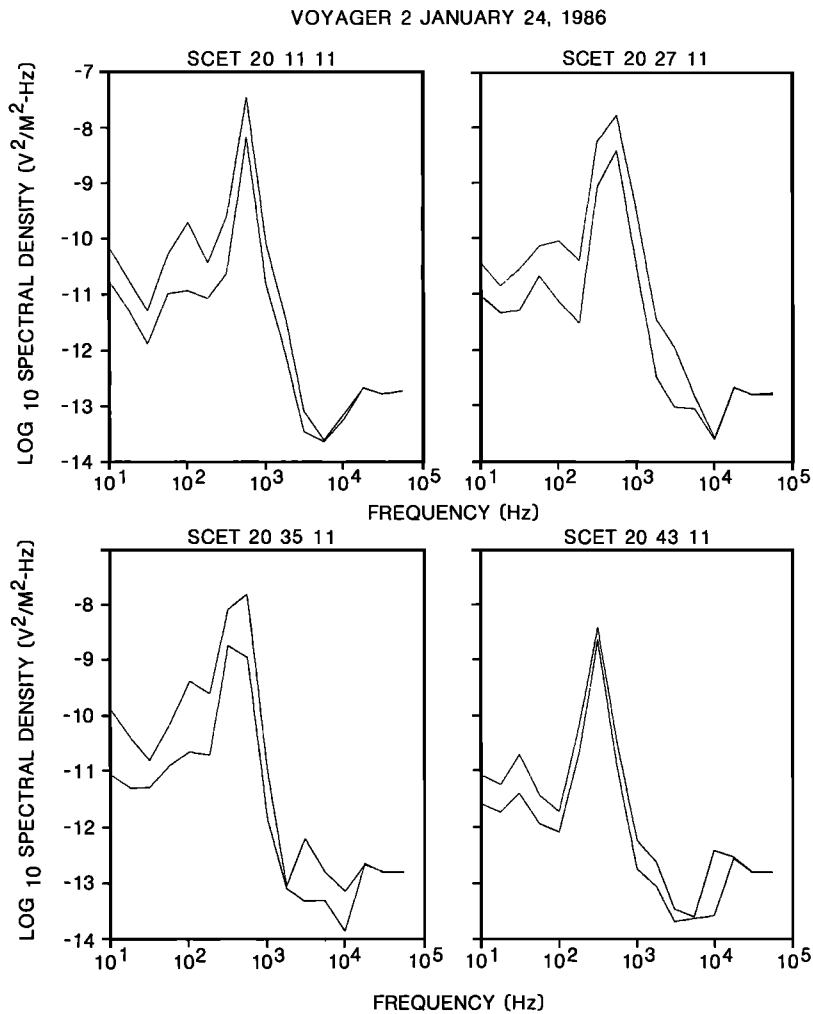 VOYAGER 2 JANUARY 24, 1986
SCET 20 11 11
SCET 20 27 11
LOG 10 SPECTRAL DENSITY (V²/M²-Hz)
-7
-8
-9
-10
-11
-12
-13
-14
10¹ 10² 10³ 10⁴ 10⁵
10¹ 10² 10³ 10⁴ 10⁵
FREQUENCY (Hz)
SCET 20 35 11
SCET 20 43 11
LOG 10 SPECTRAL DENSITY (V²/M²-Hz)
-8
-9
-10
-11
-12
-13
-14
10¹ 10² 10³ 10⁴ 10⁵
10¹ 10² 10³ 10⁴ 10⁵
FREQUENCY (Hz)